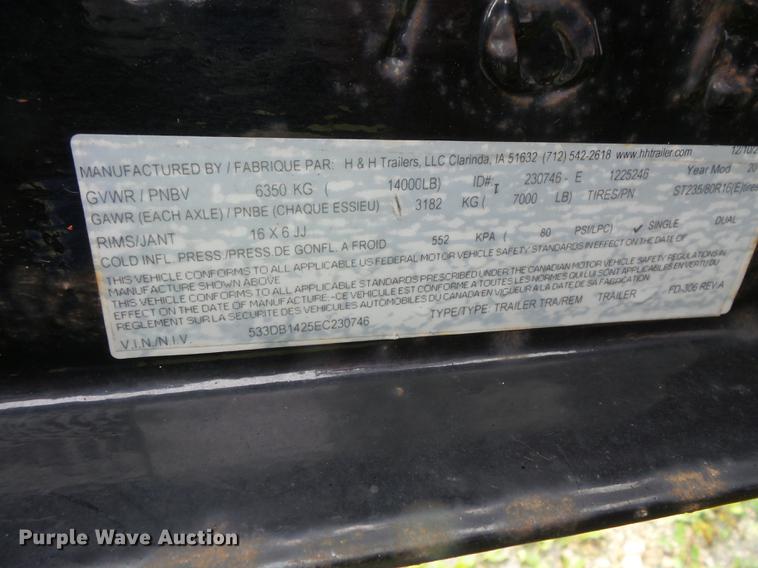 MANUFACTURED BY / FABRIQUE PAR: H & H Trailers, LLC Clarinda, IA 51632 (712) 542-2618 www.hhtrailer.com 12/10/2
GVWR / PNBV 6350 KG ( 14000LB) ID#: 230746 - E 1225246 Year Mod 20
GAWR (EACH AXLE) / PNBE (CHAQUE ESSIEU) 3182 KG ( 7000 LB) TIRES/PN ST235/80R16(E)tires
RIMS/JANT 16 X 6 JJ
COLD INFL. PRESS /PRESS DE GONFL. A FROID 552 KPA ( 80 PSI/LPC) ✓ SINGLE DUAL
THIS VEHICLE CONFORMS TO ALL APPLICABLE US FEDERAL MOTOR VEHICLE SAFETY STANDARDS IN EFFECT ON THE DATE OF
MANUFACTURE SHOWN ABOVE
THIS VEHICLE CONFORMS TO ALL APPLICABLE STANDARDS PRESCRIBED UNDER THE CANADIAN MOTOR VEHICLE SAFETY REGULATIONS IN
EFFECT ON THE DATE OF MANUFACTURE: -CE VEHICULE EST CONFORME A TOUTES LES NORMES QUI LUI SONT APPLICABLES EN VERTU DU
REGLEMENT SUR LA SECURITE DES VEHICULES AUTOMOBILES DU CANADA EN VIGUEUR A LA DATE DE SA FABRICATION
V.I.N./N.I.V. 533DB1425EC230746 TYPE/TYPE: TRAILER TRA/REM TRAILER FO-306 REV A
Purple Wave Auction